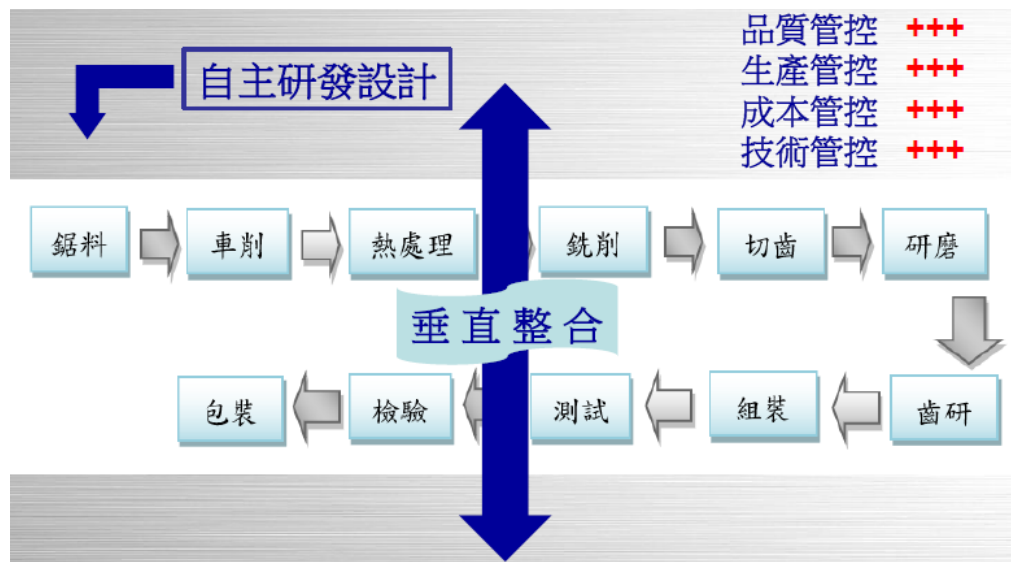 自主研發設計
品質管控 +++
生產管控 +++
成本管控 +++
技術管控 +++
鋸料
車削
熱處理
銑削
切齒
研磨
垂直整合
齒研
組裝
測試
檢驗
包裝